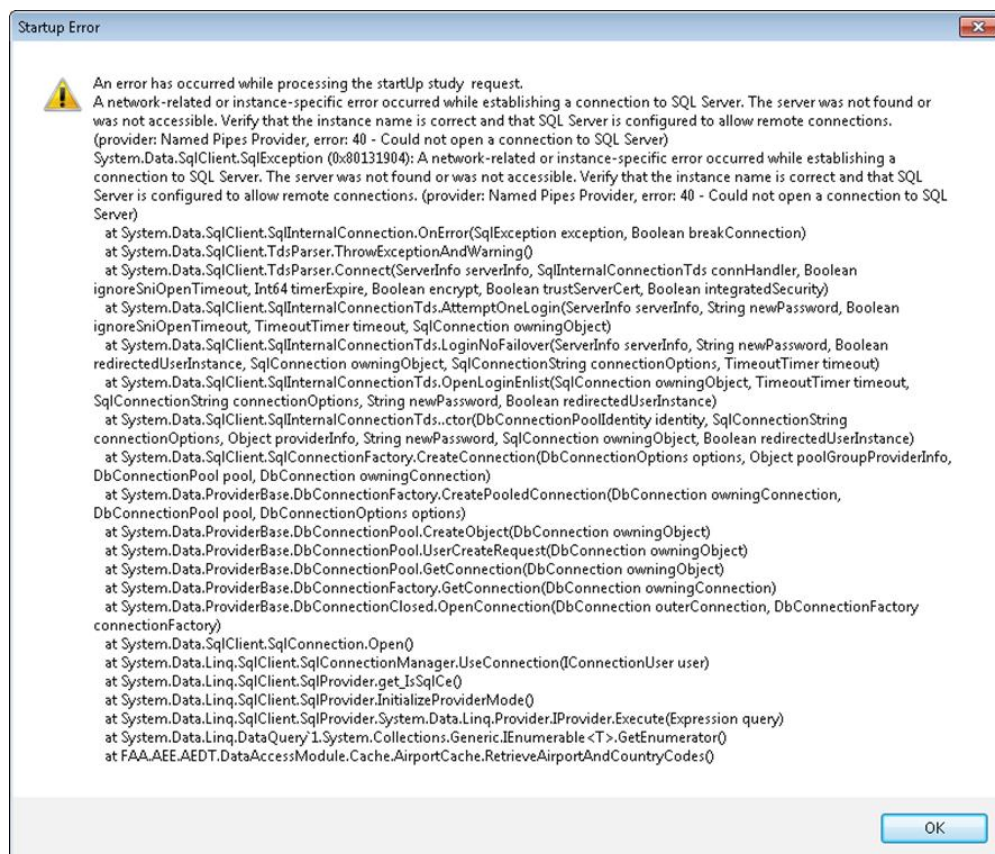 Startup Error
An error has occurred while processing the startUp study request.
A network-related or instance-specific error occurred while establishing a connection to SQL Server. The server was not found or
was not accessible. Verify that the instance name is correct and that SQL Server is configured to allow remote connections.
(provider: Named Pipes Provider, error: 40 - Could not open a connection to SQL Server)
System.Data.SqlClient.SqlException (0x80131904): A network-related or instance-specific error occurred while establishing a
connection to SQL Server. The server was not found or was not accessible. Verify that the instance name is correct and that SQL
Server is configured to allow remote connections. (provider: Named Pipes Provider, error: 40 - Could not open a connection to SQL
Server)
at System.Data.SqlClient.SqlInternalConnection.OnError(SqlException exception, Boolean breakConnection)
at System.Data.SqlClient.TdsParser.ThrowExceptionAndWarning()
at System.Data.SqlClient.TdsParser.Connect(ServerInfo serverInfo, SqlInternalConnectionTds connHandler, Boolean
ignoreSniOpenTimeout, Int64 timerExpire, Boolean encrypt, Boolean trustServerCert, Boolean integratedSecurity)
at System.Data.SqlClient.SqlInternalConnectionTds.AttemptOneLogin(ServerInfo serverInfo, String newPassword, Boolean
ignoreSniOpenTimeout, TimeoutTimer timeout, SqlConnection owningObject)
at System.Data.SqlClient.SqlInternalConnectionTds.LoginNoFailover(ServerInfo serverInfo, String newPassword, Boolean
redirectedUserInstance, SqlConnection owningObject, SqlConnectionString connectionOptions, TimeoutTimer timeout)
at System.Data.SqlClient.SqlInternalConnectionTds.OpenLoginEnlist(SqlConnection owningObject, TimeoutTimer timeout,
SqlConnectionString connectionOptions, String newPassword, Boolean redirectedUserInstance)
at System.Data.SqlClient.SqlInternalConnectionTds..ctor(DbConnectionPoolIdentity identity, SqlConnectionString
connectionOptions, Object providerInfo, String newPassword, SqlConnection owningObject, Boolean redirectedUserInstance)
at System.Data.SqlClient.SqlConnectionFactory.CreateConnection(DbConnectionOptions options, Object poolGroupProviderInfo,
DbConnectionPool pool, DbConnection owningConnection)
at System.Data.ProviderBase.DbConnectionFactory.CreatePooledConnection(DbConnection owningConnection,
DbConnectionPool pool, DbConnectionOptions options)
at System.Data.ProviderBase.DbConnectionPool.CreateObject(DbConnection owningObject)
at System.Data.ProviderBase.DbConnectionPool.UserCreateRequest(DbConnection owningObject)
at System.Data.ProviderBase.DbConnectionPool.GetConnection(DbConnection owningObject)
at System.Data.ProviderBase.DbConnectionFactory.GetConnection(DbConnection owningConnection)
at System.Data.ProviderBase.DbConnectionClosed.OpenConnection(DbConnection outerConnection, DbConnectionFactory
connectionFactory)
at System.Data.SqlClient.SqlConnection.Open()
at System.Data.Linq.SqlClient.SqlConnectionManager.UseConnection(IConnectionUser user)
at System.Data.Linq.SqlClient.SqlProvider.get_IsSqlCe()
at System.Data.Linq.SqlClient.SqlProvider.InitializeProviderMode()
at System.Data.Linq.SqlClient.SqlProvider.System.Data.Linq.Provider.IProvider.Execute(Expression query)
at System.Data.Linq.DataQuery`1.System.Collections.Generic.IEnumerable<T>.GetEnumerator()
at FAA.AEE.AEDT.DataAccessModule.Cache.AirportCache.RetrieveAirportAndCountryCodes()
OK